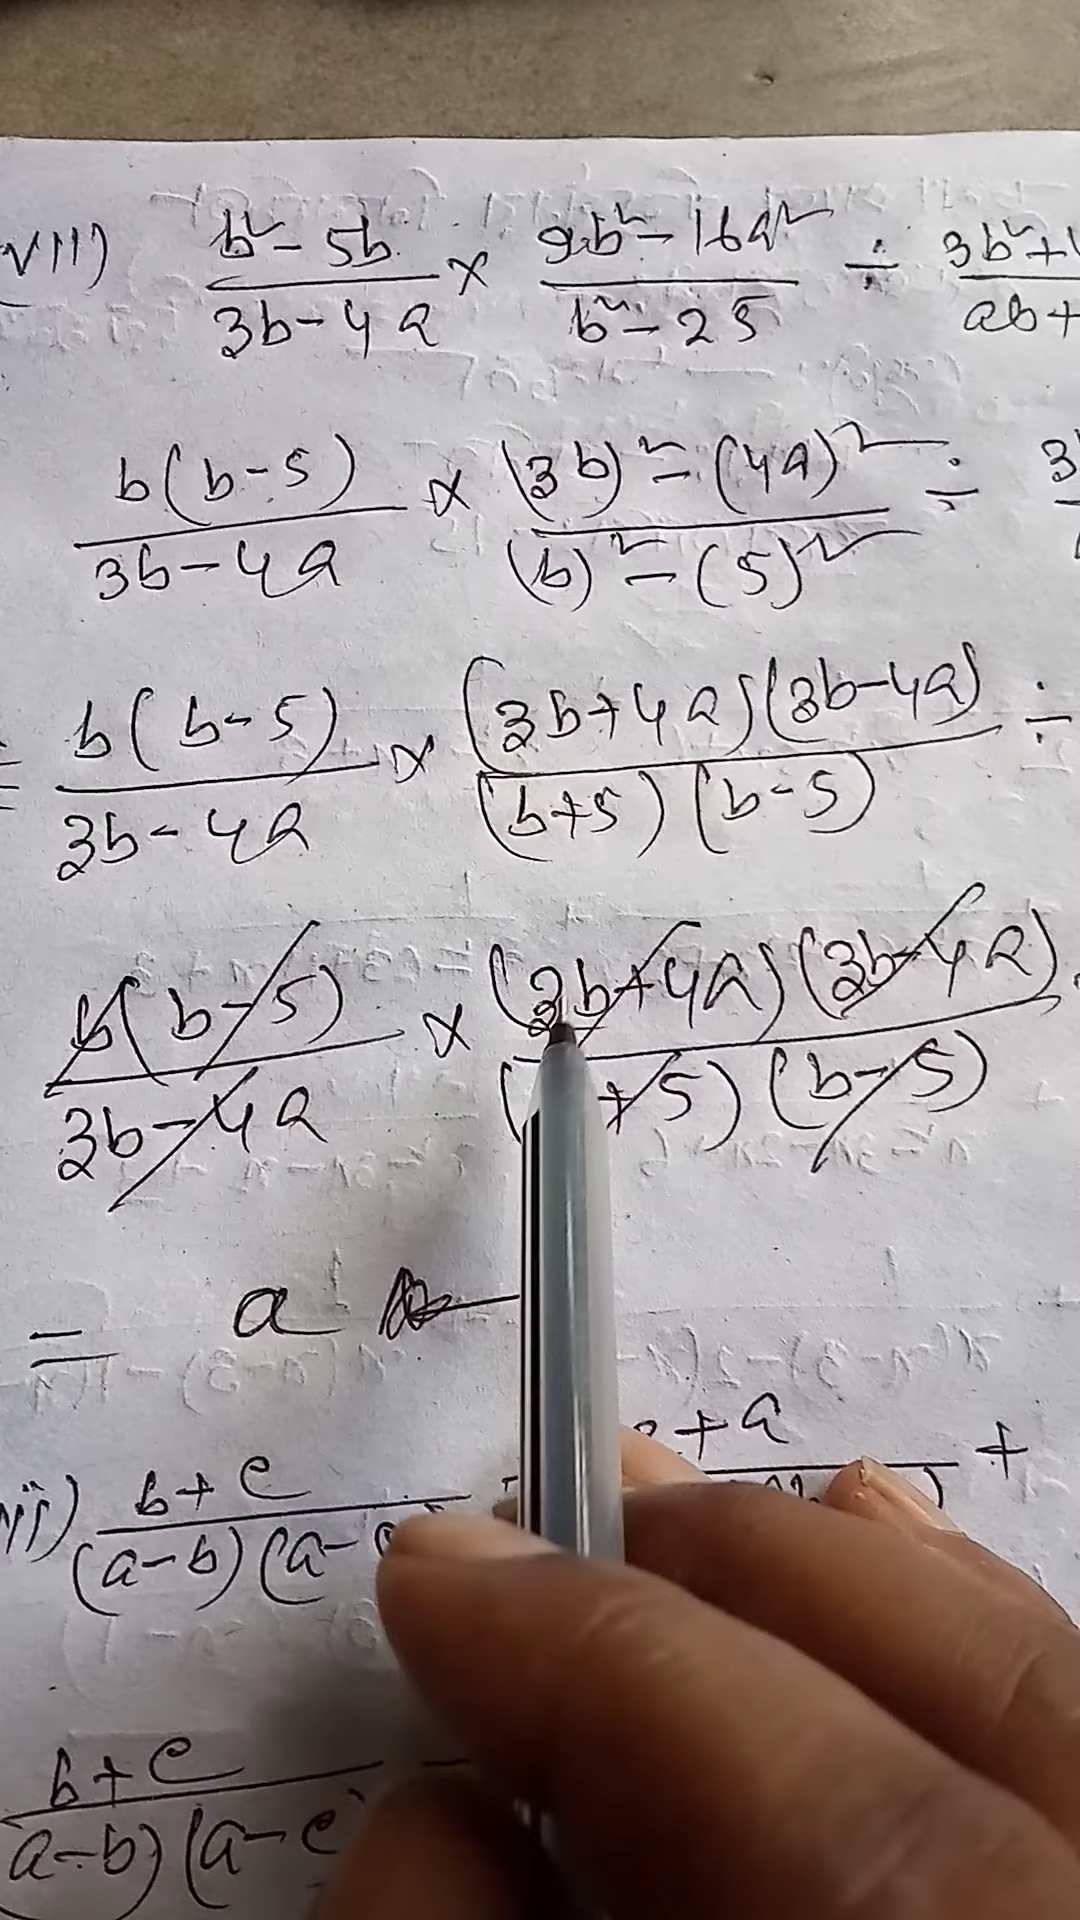 VII) b² - 5b / 3b - 4a × 9b² - 16a² / b² - 25 ÷ 3b² + / ab +
b(b - 5) / 3b - 4a × (3b)² - (4a)² / (b)² - (5)² ÷ 3
= b(b - 5) / 3b - 4a × (3b + 4a)(3b - 4a) / (b + 5)(b - 5) ÷
b(b - 5) / 3b - 4a × (3b + 4a)(3b - 4a) / ( + 5)(b - 5)
= a
ii) b + c / (a - b)(a - + a +
b + c / a - b)(a - c